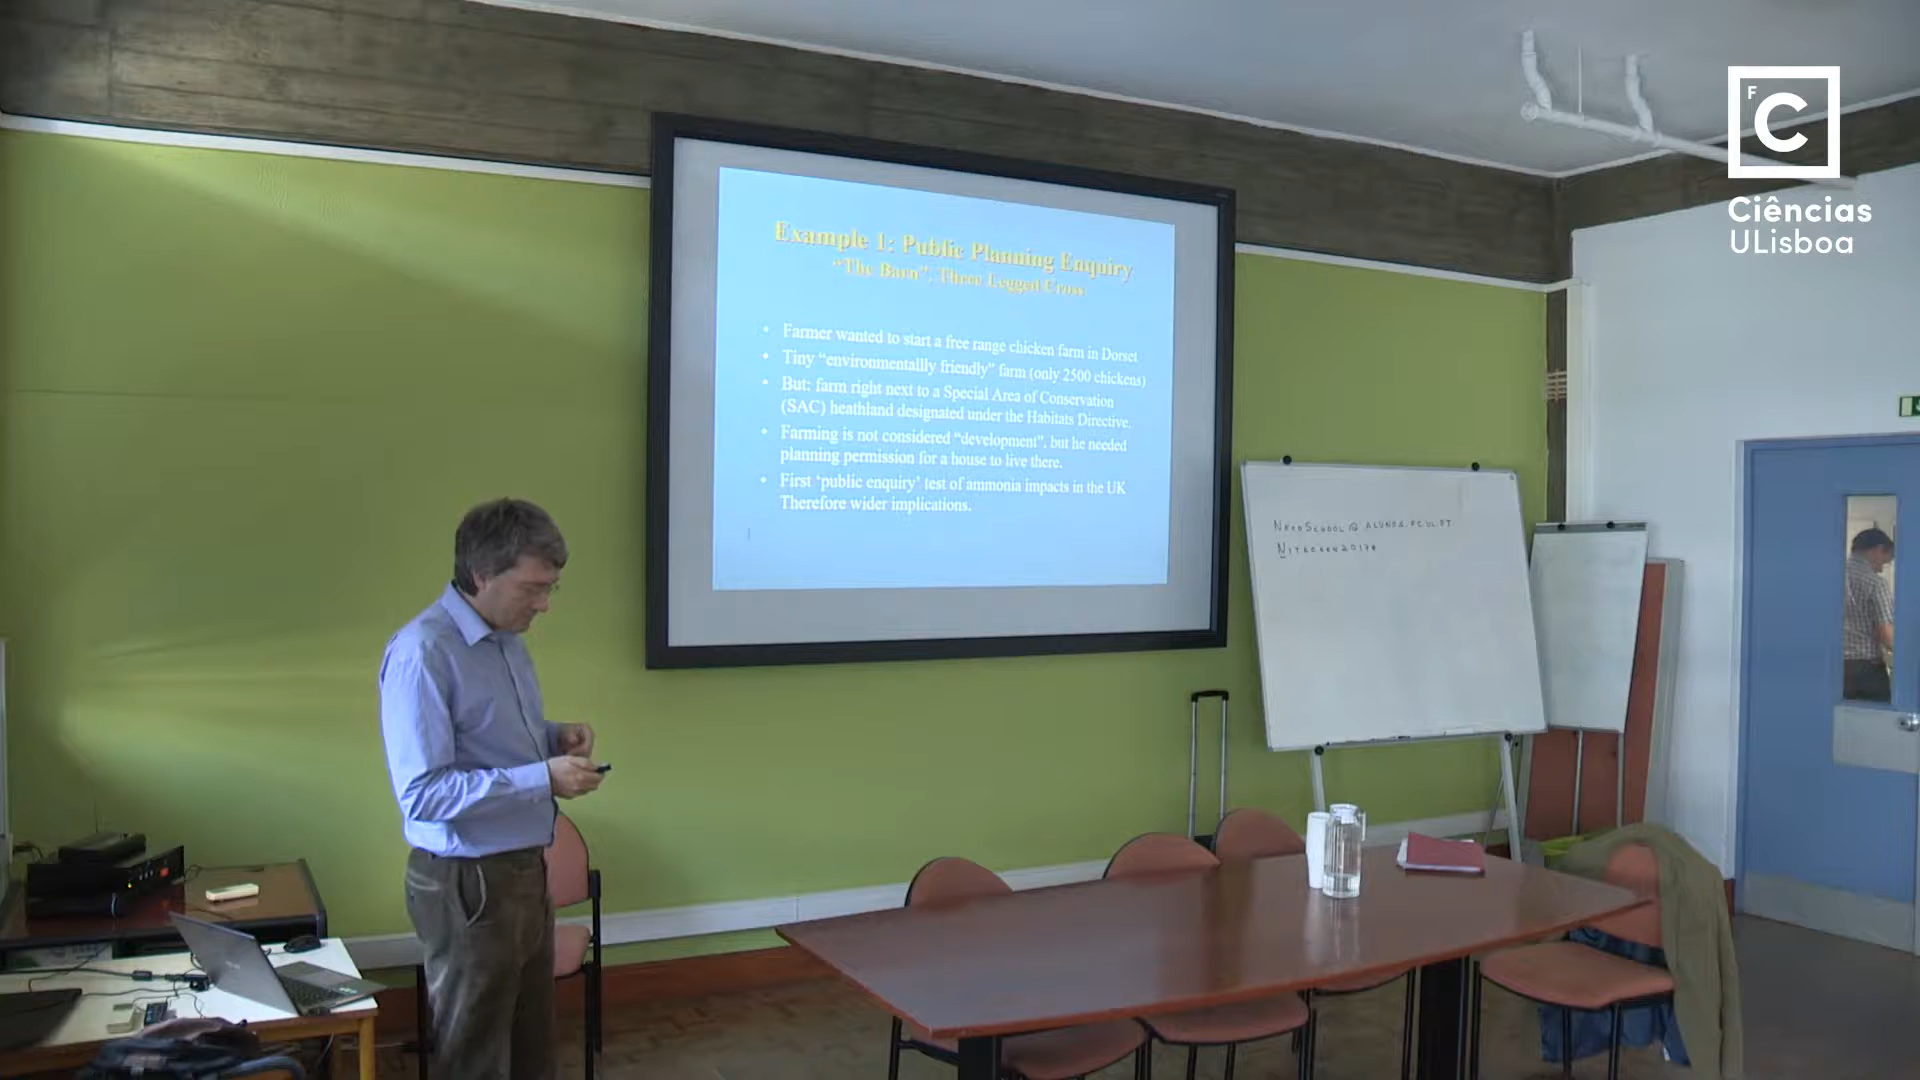 F
C
Ciências
ULisboa
Example 1: Public Planning Enquiry
"The Barn", Three Legged Cross
• Farmer wanted to start a free range chicken farm in Dorset
• Tiny "environmentallly friendly" farm (only 2500 chickens)
• But: farm right next to a Special Area of Conservation
(SAC) heathland designated under the Habitats Directive.
• Farming is not considered "development", but he needed
planning permission for a house to live there.
• First 'public enquiry' test of ammonia impacts in the UK
Therefore wider implications.